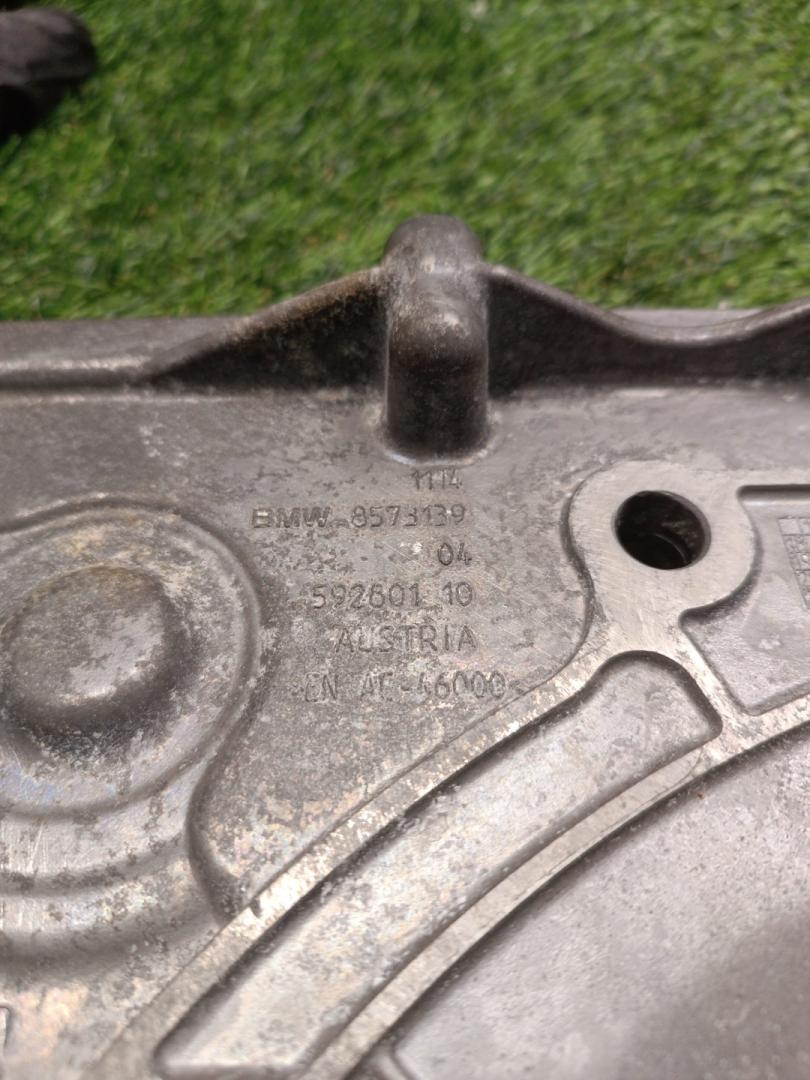 1114
BMW 8573139
04
592601 10
AUSTRIA
EN AC-46000